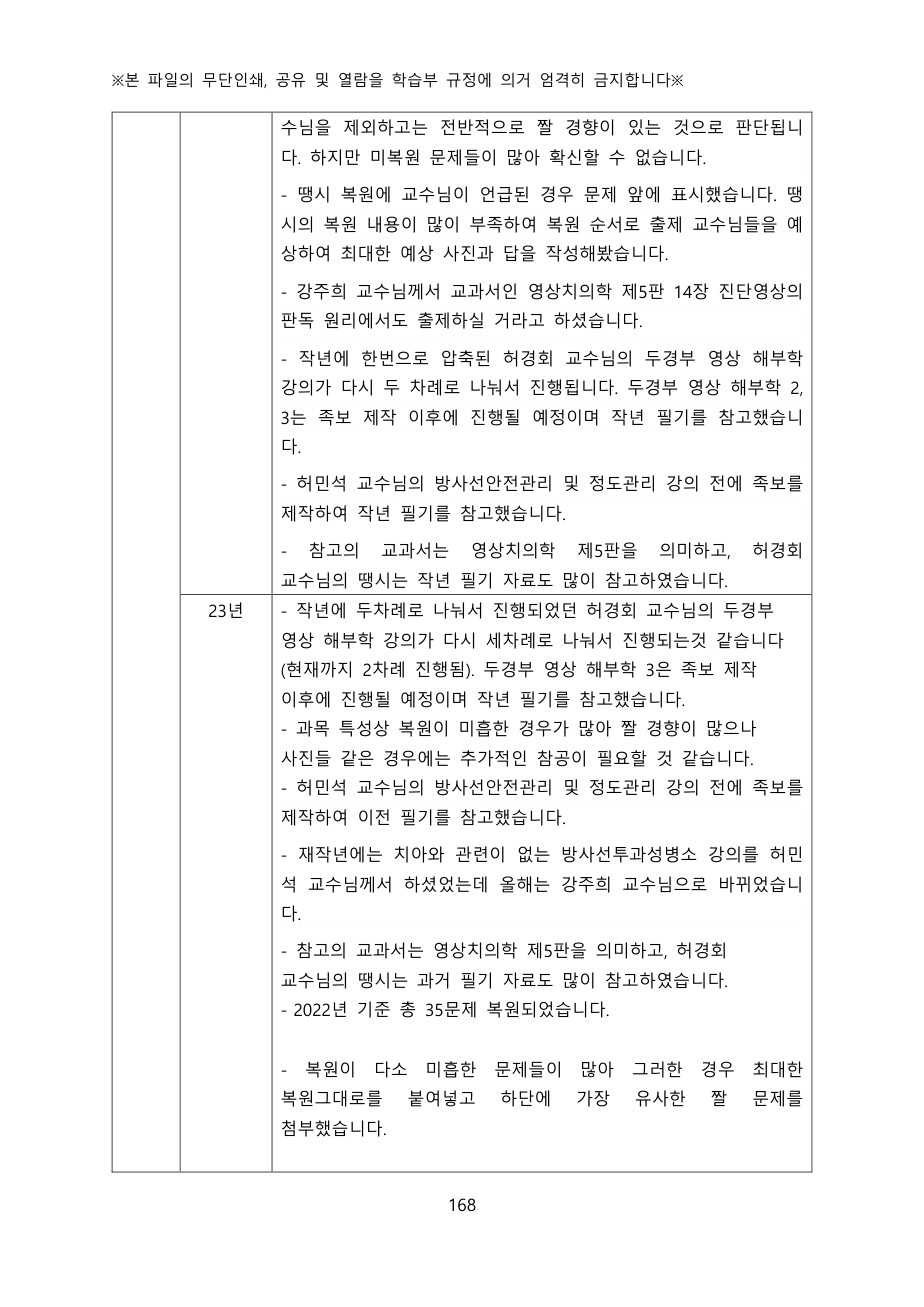 ※본 파일의 무단인쇄, 공유 및 열람을 학습부 규정에 의거 엄격히 금지합니다※
수님을 제외하고는 전반적으로 짤 경향이 있는 것으로 판단됩니
다. 하지만 미복원 문제들이 많아 확신할 수 없습니다.
- 땡시 복원에 교수님이 언급된 경우 문제 앞에 표시했습니다. 땡
시의 복원 내용이 많이 부족하여 복원 순서로 출제 교수님들을 예
상하여 최대한 예상 사진과 답을 작성해봤습니다.
- 강주희 교수님께서 교과서인 영상치의학 제5판 14장 진단영상의
판독 원리에서도 출제하실 거라고 하셨습니다.
- 작년에 한번으로 압축된 허경회 교수님의 두경부 영상 해부학
강의가 다시 두 차례로 나눠서 진행됩니다. 두경부 영상 해부학 2,
3는 족보 제작 이후에 진행될 예정이며 작년 필기를 참고했습니
다.
- 허민석 교수님의 방사선안전관리 및 정도관리 강의 전에 족보를
제작하여 작년 필기를 참고했습니다.
- 참고의 교과서는 영상치의학 제5판을 의미하고, 허경회
교수님의 땡시는 작년 필기 자료도 많이 참고하였습니다.
23년
- 작년에 두차례로 나눠서 진행되었던 허경회 교수님의 두경부
영상 해부학 강의가 다시 세차례로 나눠서 진행되는것 같습니다
(현재까지 2차례 진행됨). 두경부 영상 해부학 3은 족보 제작
이후에 진행될 예정이며 작년 필기를 참고했습니다.
- 과목 특성상 복원이 미흡한 경우가 많아 짤 경향이 많으나
사진들 같은 경우에는 추가적인 참공이 필요할 것 같습니다.
- 허민석 교수님의 방사선안전관리 및 정도관리 강의 전에 족보를
제작하여 이전 필기를 참고했습니다.
- 재작년에는 치아와 관련이 없는 방사선투과성병소 강의를 허민
석 교수님께서 하셨었는데 올해는 강주희 교수님으로 바뀌었습니
다.
- 참고의 교과서는 영상치의학 제5판을 의미하고, 허경회
교수님의 땡시는 과거 필기 자료도 많이 참고하였습니다.
- 2022년 기준 총 35문제 복원되었습니다.
- 복원이 다소 미흡한 문제들이 많아 그러한 경우 최대한
복원그대로를 붙여넣고 하단에 가장 유사한 짤 문제를
첨부했습니다.
168